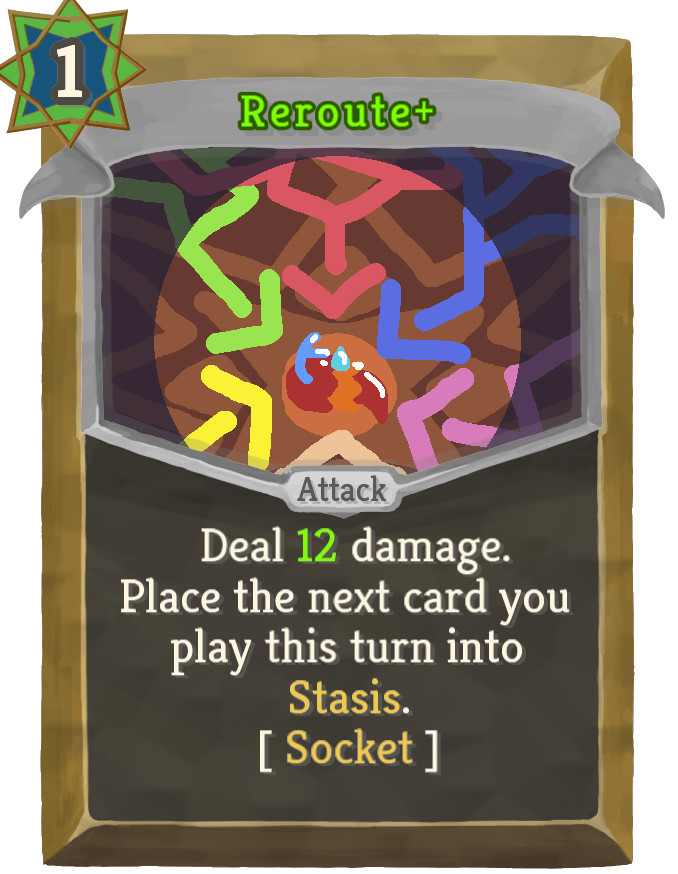 1
Reroute+
Attack
Deal 12 damage.
Place the next card you
play this turn into
Stasis.
[ Socket ]